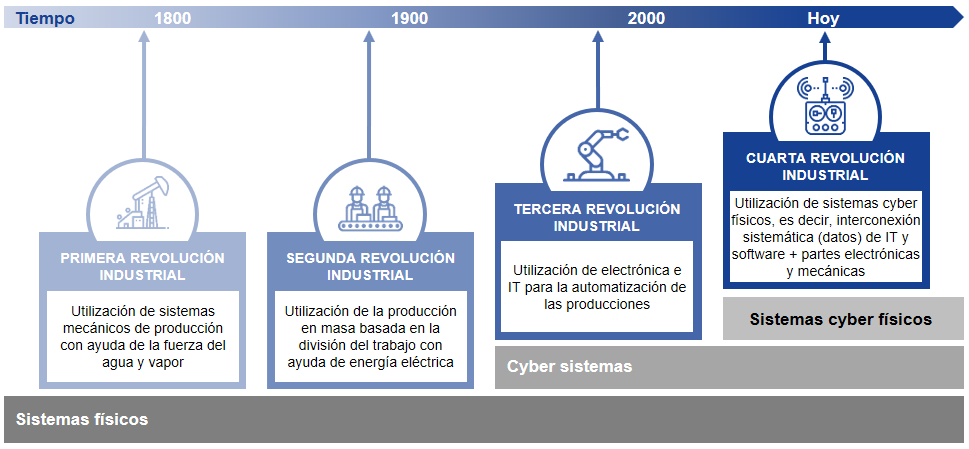 Tiempo
1800
1900
2000
Hoy
PRIMERA REVOLUCIÓN
INDUSTRIAL
Utilización de sistemas
mecánicos de producción
con ayuda de la fuerza del
agua y vapor
SEGUNDA REVOLUCIÓN
INDUSTRIAL
Utilización de la producción
en masa basada en la
división del trabajo con
ayuda de energía eléctrica
TERCERA REVOLUCIÓN
INDUSTRIAL
Utilización de electrónica e
IT para la automatización de
las producciones
CUARTA REVOLUCIÓN
INDUSTRIAL
Utilización de sistemas cyber
físicos, es decir, interconexión
sistemática (datos) de IT y
software + partes electrónicas
y mecánicas
Sistemas cyber físicos
Cyber sistemas
Sistemas físicos